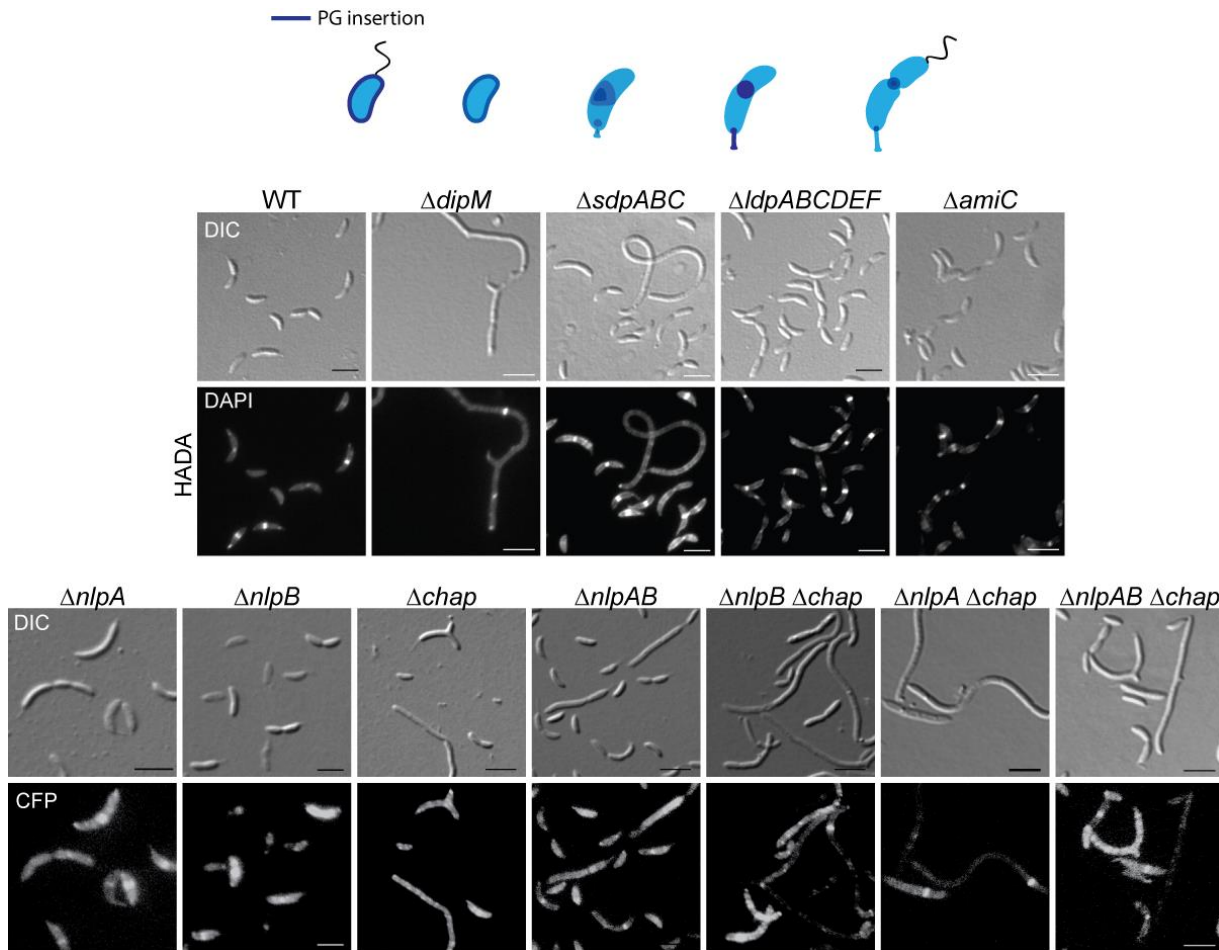 PG insertion
WT ΔdipM ΔsdpABC ΔldpABCDEF ΔamiC
DIC
DAPI
HADA
ΔnlpA ΔnlpB Δchap ΔnlpAB ΔnlpB Δchap ΔnlpA Δchap ΔnlpAB Δchap
DIC
CFP